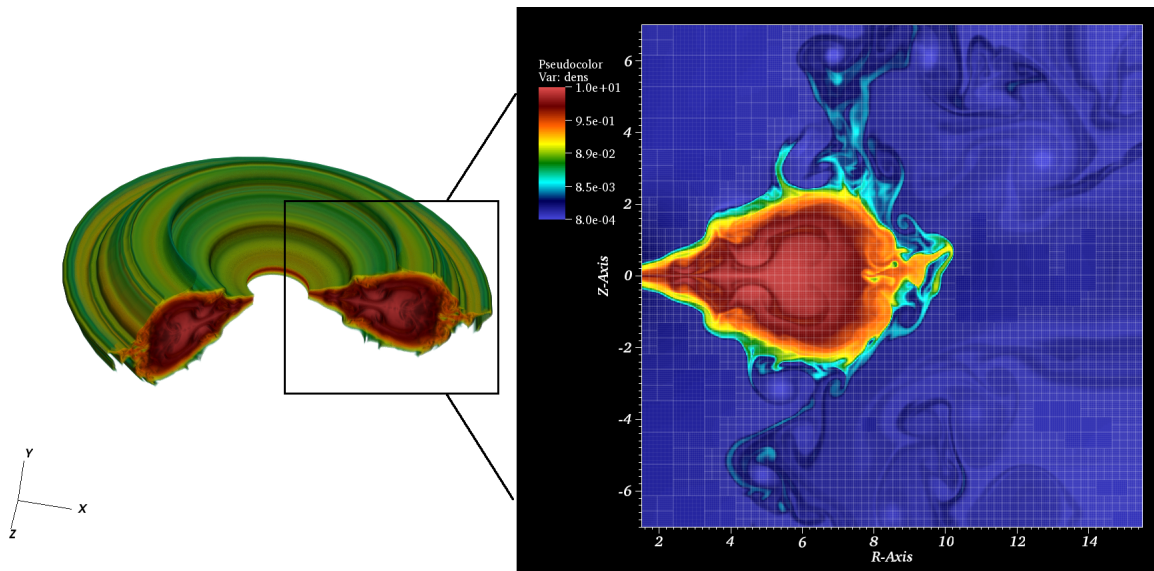 Y
X
Z
Pseudocolor
Var: dens
1.0e+01
9.5e-01
8.9e-02
8.5e-03
8.0e-04
Z-Axis
6
4
2
0
-2
-4
-6
2 4 6 8 10 12 14
R-Axis